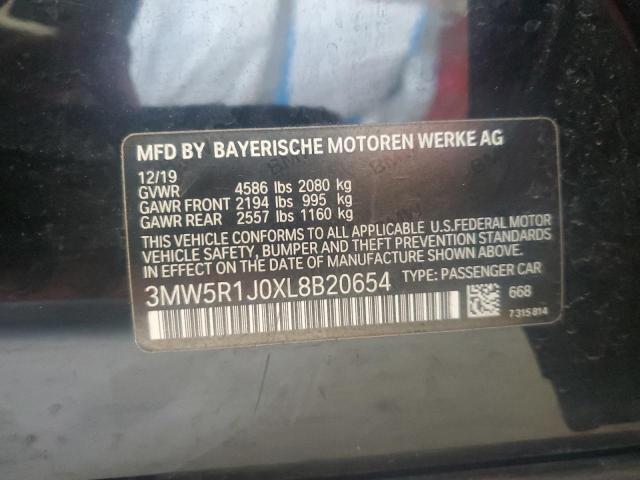 MFD BY BAYERISCHE MOTOREN WERKE AG
12/19
GVWR 4586 lbs 2080 kg
GAWR FRONT 2194 lbs 995 kg
GAWR REAR 2557 lbs 1160 kg
THIS VEHICLE CONFORMS TO ALL APPLICABLE U.S.FEDERAL MOTOR
VEHICLE SAFETY, BUMPER AND THEFT PREVENTION STANDARDS
IN EFFECT ON THE DATE OF MANUFACTURE SHOWN ABOVE.
3MW5R1J0XL8B20654 TYPE: PASSENGER CAR
668
7315814